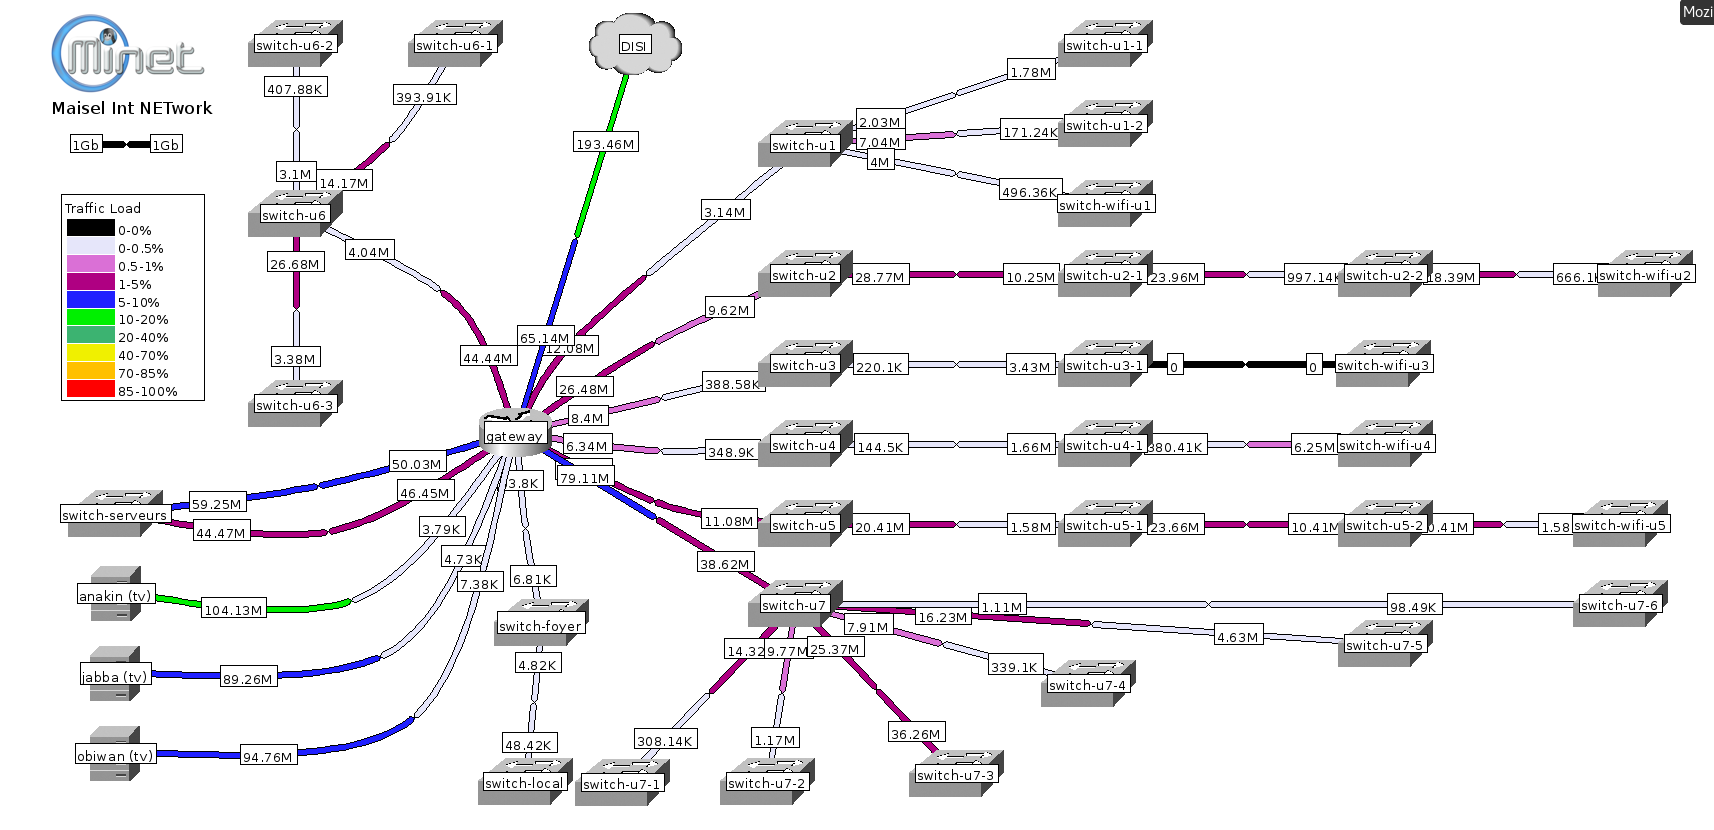 Mozi
Minet
Maisel Int NETwork
1Gb
1Gb
Traffic Load
0-0%
0-0.5%
0.5-1%
1-5%
5-10%
10-20%
20-40%
40-70%
70-85%
85-100%
switch-u6-2
switch-u6-1
DISI
407.88K
393.91K
3.1M
14.17M
switch-u6
4.04M
26.68M
3.38M
switch-u6-3
193.46M
65.14M
12.08M
44.44M
3.14M
switch-u1
1.78M
switch-u1-1
2.03M
7.04M
171.24K
switch-u1-2
4M
496.36K
switch-wifi-u1
9.62M
26.48M
switch-u2
28.77M
10.25M
switch-u2-1
23.96M
997.14K
switch-u2-2
18.39M
666.1
switch-wifi-u2
8.4M
388.58K
switch-u3
220.1K
3.43M
switch-u3-1
0
0
switch-wifi-u3
gateway
6.34M
348.9K
switch-u4
144.5K
1.66M
switch-u4-1
380.41K
6.25M
switch-wifi-u4
79.11M
11.08M
switch-u5
20.41M
1.58M
switch-u5-1
23.66M
10.41M
switch-u5-2
0.41M
1.58
switch-wifi-u5
50.03M
59.25M
switch-serveurs
46.45M
44.47M
3.79K
4.73K
7.38K
3.8K
anakin (tv)
104.13M
jabba (tv)
89.26M
obiwan (tv)
94.76M
6.81K
switch-foyer
4.82K
48.42K
switch-local
38.62M
switch-u7
1.11M
98.49K
switch-u7-6
16.23M
4.63M
switch-u7-5
7.91M
339.1K
switch-u7-4
14.32
9.77M
25.37M
308.14K
switch-u7-1
1.17M
switch-u7-2
36.26M
switch-u7-3